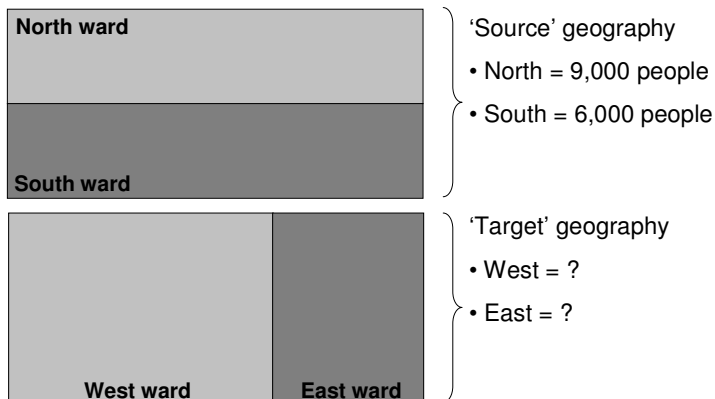 North ward
South ward
‘Source’ geography
• North = 9,000 people
• South = 6,000 people
West ward
East ward
‘Target’ geography
• West = ?
• East = ?